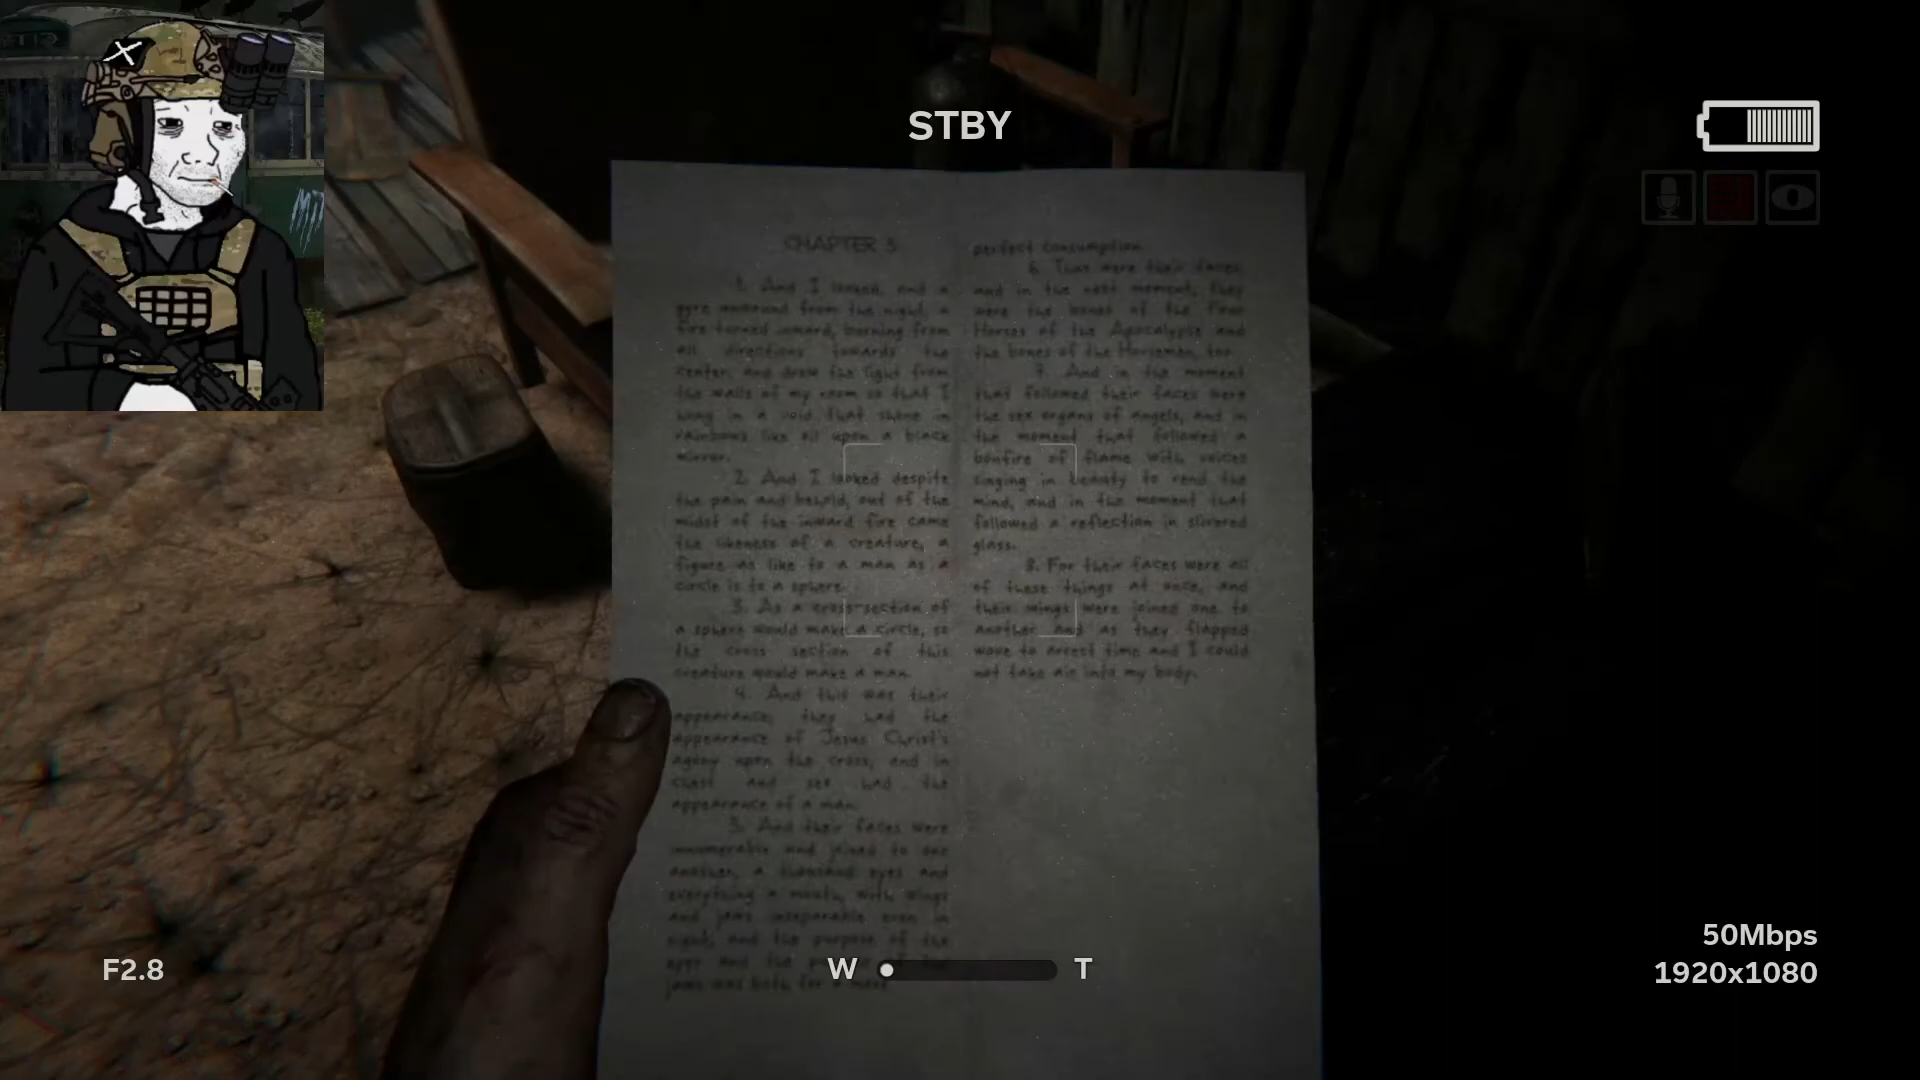 STBY
CHAPTER 3
1. And I looked, and a
gyre unwound from the night, a
fire turned inward, burning from
all directions towards the
center, and drew the light from
the walls of my room so that I
hung in a void that shone in
rainbows like oil upon a black
mirror.
2. And I looked despite
the pain and behold, out of the
midst of the inward fire came
the likeness of a creature, a
figure as like to a man as a
circle is to a sphere.
3. As a cross-section of
a sphere would make a circle, so
the cross section of this
creature would make a man.
4. And this was their
appearance; they had the
appearance of Jesus Christ's
agony upon the cross, and in
chest and sex had the
appearance of a man.
5. And their faces were
innumerable and joined to one
another, a thousand eyes and
everything a mouth, with wings
and jaws inseparable even in
sight, and the purpose of the
eyes and the of the
jaws was both for a
perfect consumption.
6. Thus were their faces,
and in the next moment, they
were the bones of the Four
Horses of the Apocalypse and
the bones of the Horsemen, too.
7. And in the moment
that followed their faces were
the sex organs of angels, and in
the moment that followed a
bonfire of flame with voices
singing in beauty to rend the
mind, and in the moment that
followed a reflection in slivered
glass.
8. For their faces were all
of these things at once, and
their wings were joined one to
another and as they flapped
wove to arrest time and I could
not take air into my body.
F2.8
W T
50Mbps
1920x1080